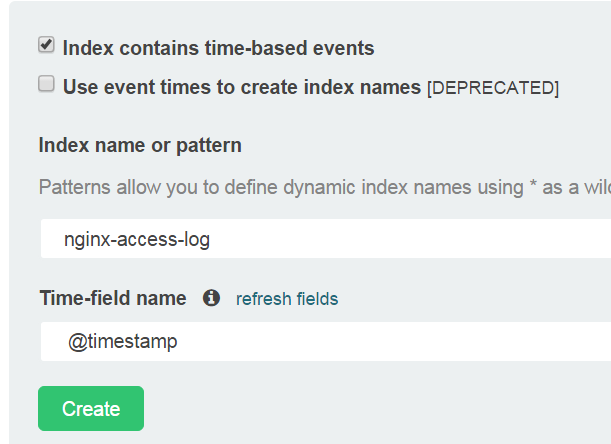 Index contains time-based events
Use event times to create index names [DEPRECATED]
Index name or pattern
Patterns allow you to define dynamic index names using * as a
nginx-access-log
Time-field name refresh fields
@timestamp
Create